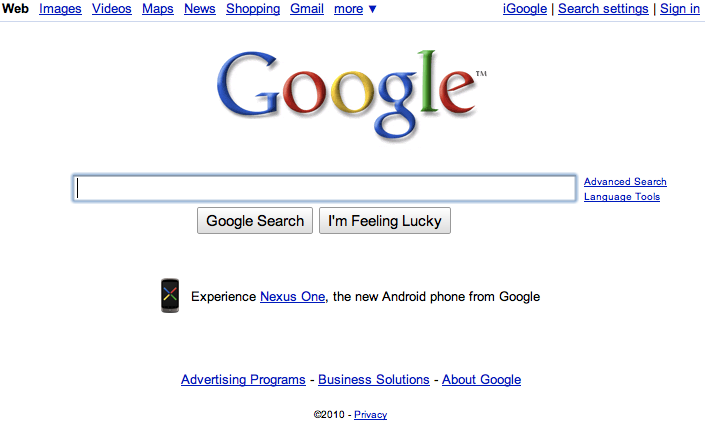 Web Images Videos Maps News Shopping Gmail more ▼ iGoogle | Search settings | Sign in
Google™
Advanced Search
Language Tools
Google Search I'm Feeling Lucky
Experience Nexus One, the new Android phone from Google
Advertising Programs - Business Solutions - About Google
©2010 - Privacy